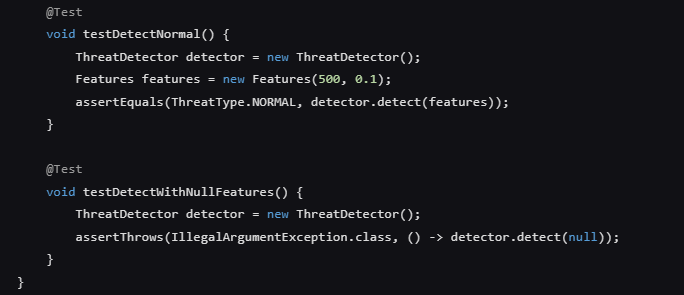 @Test
void testDetectNormal() {
ThreatDetector detector = new ThreatDetector();
Features features = new Features(500, 0.1);
assertEquals(ThreatType.NORMAL, detector.detect(features));
}
@Test
void testDetectWithNullFeatures() {
ThreatDetector detector = new ThreatDetector();
assertThrows(IllegalArgumentException.class, () -> detector.detect(null));
}
}